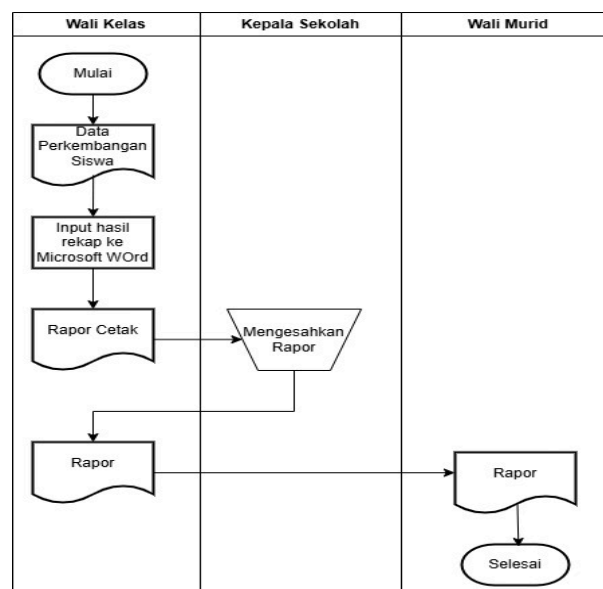 Wali Kelas
Kepala Sekolah
Wali Murid
Mulai
Data
Perkembangan
Siswa
Input hasil
rekap ke
Microsoft WOrd
Rapor Cetak
Mengesahkan
Rapor
Rapor
Rapor
Selesai